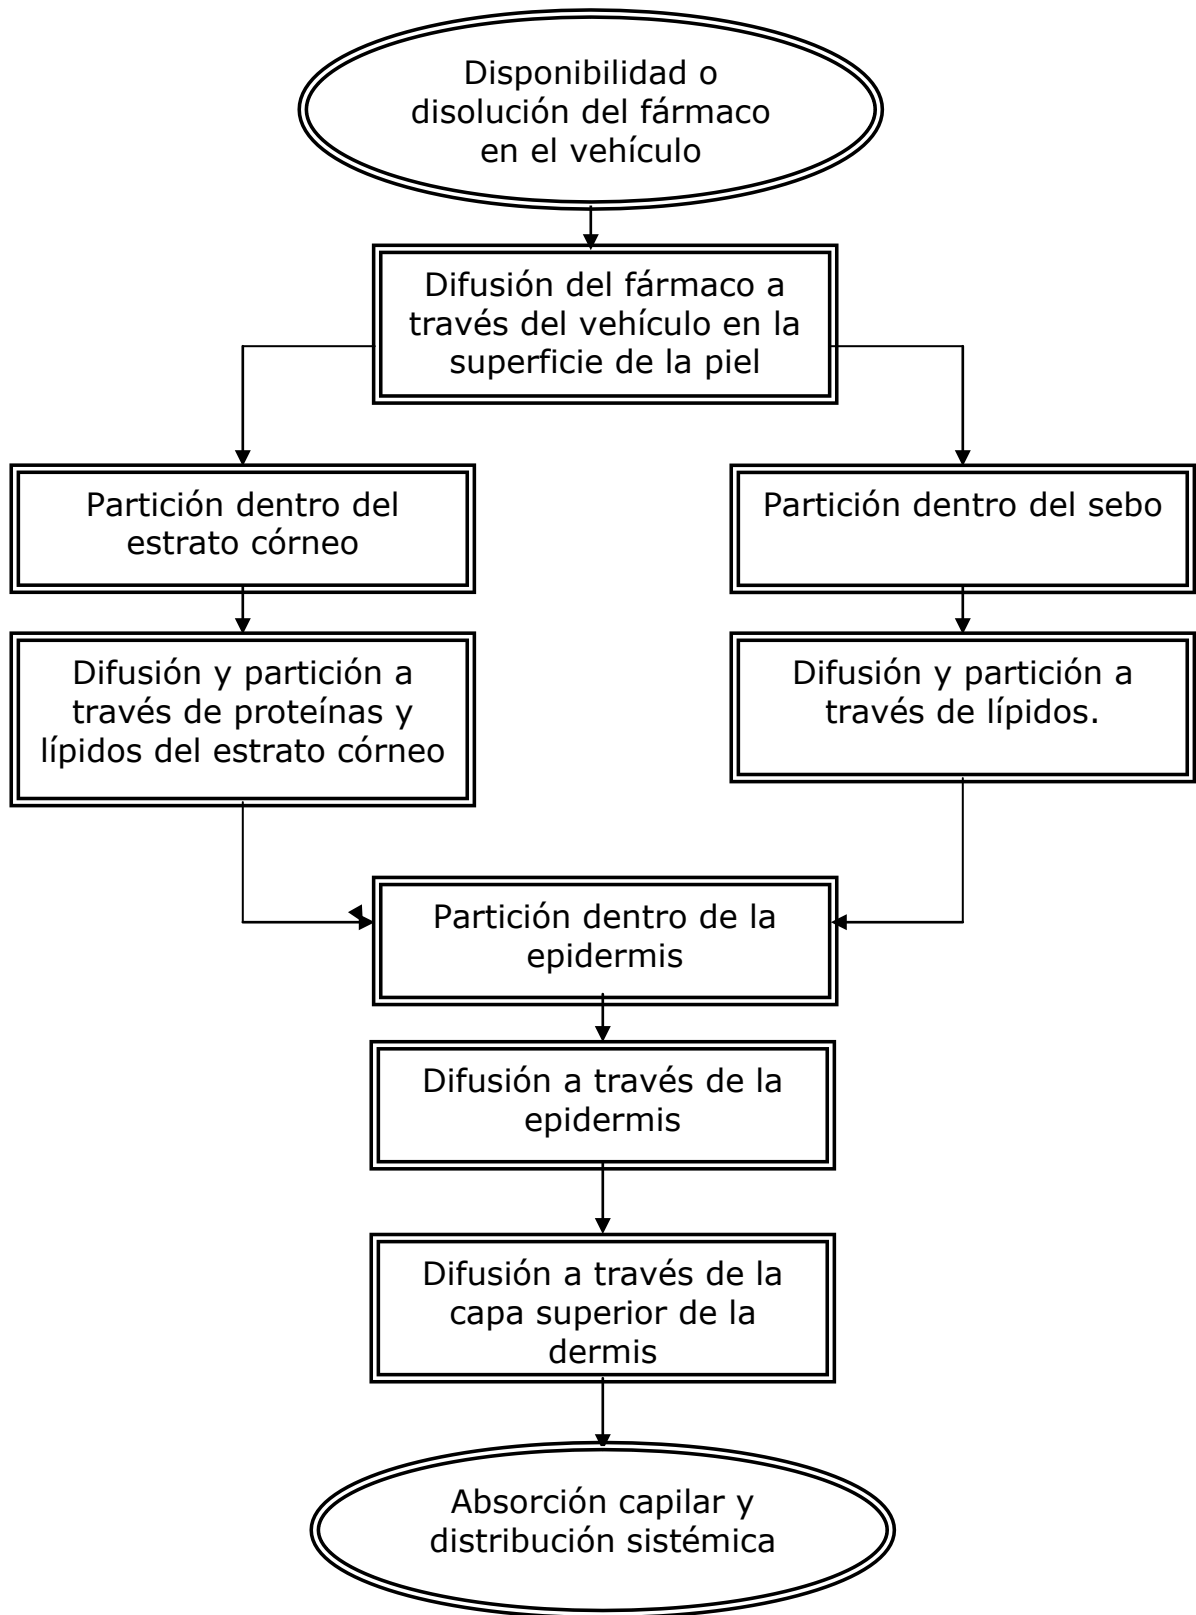 Disponibilidad o
disolución del fármaco
en el vehículo
Difusión del fármaco a
través del vehículo en la
superficie de la piel
Partición dentro del
estrato córneo
Partición dentro del sebo
Difusión y partición a
través de proteínas y
lípidos del estrato córneo
Difusión y partición a
través de lípidos.
Partición dentro de la
epidermis
Difusión a través de la
epidermis
Difusión a través de la
capa superior de la
dermis
Absorción capilar y
distribución sistémica